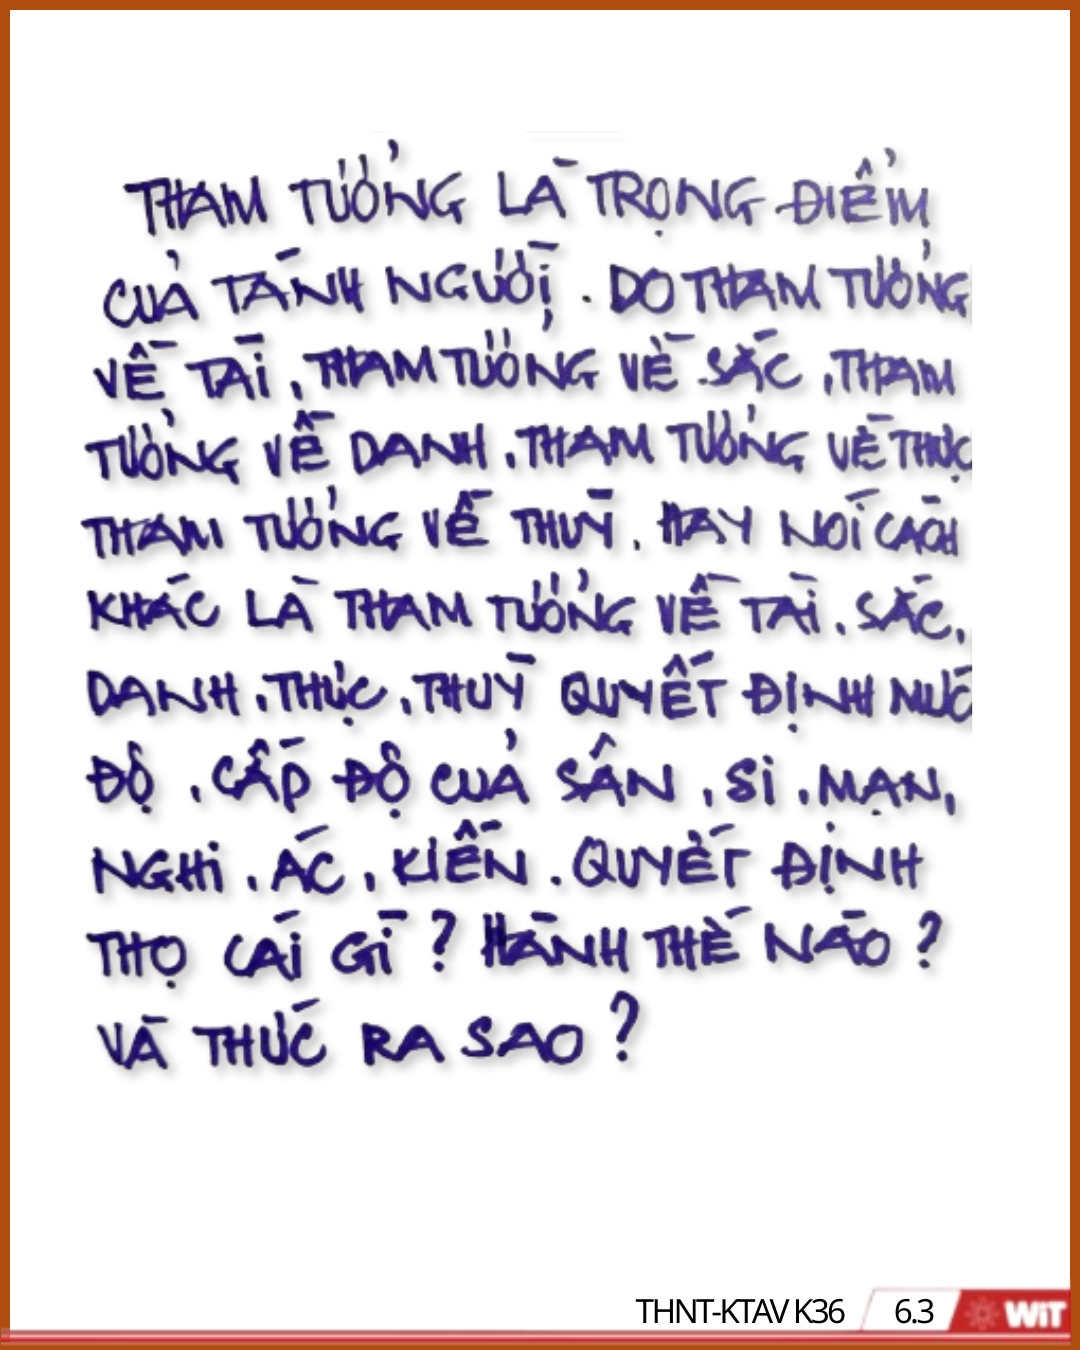 THAM TƯỞNG LÀ TRỌNG ĐIỂM
CỦA TÁNH NGƯỜI. DO THAM TƯỞNG
VỀ TÀI, THAM TƯỞNG VỀ SẮC, THAM
TƯỞNG VỀ DANH, THAM TƯỞNG VỀ THỰC
THAM TƯỞNG VỀ THUỲ. HAY NÓI CÁCH
KHÁC LÀ THAM TƯỞNG VỀ TÀI, SẮC,
DANH, THỰC, THUỲ QUYẾT ĐỊNH MỨC
ĐỘ, CẤP ĐỘ CỦA SÂN, SI, MẠN,
NGHI, ÁC, KIẾN. QUYẾT ĐỊNH
THỌ CÁI GÌ? HÀNH THẾ NÀO?
VÀ THỨC RA SAO?
THNT-KTAV K36 6.3 WiT